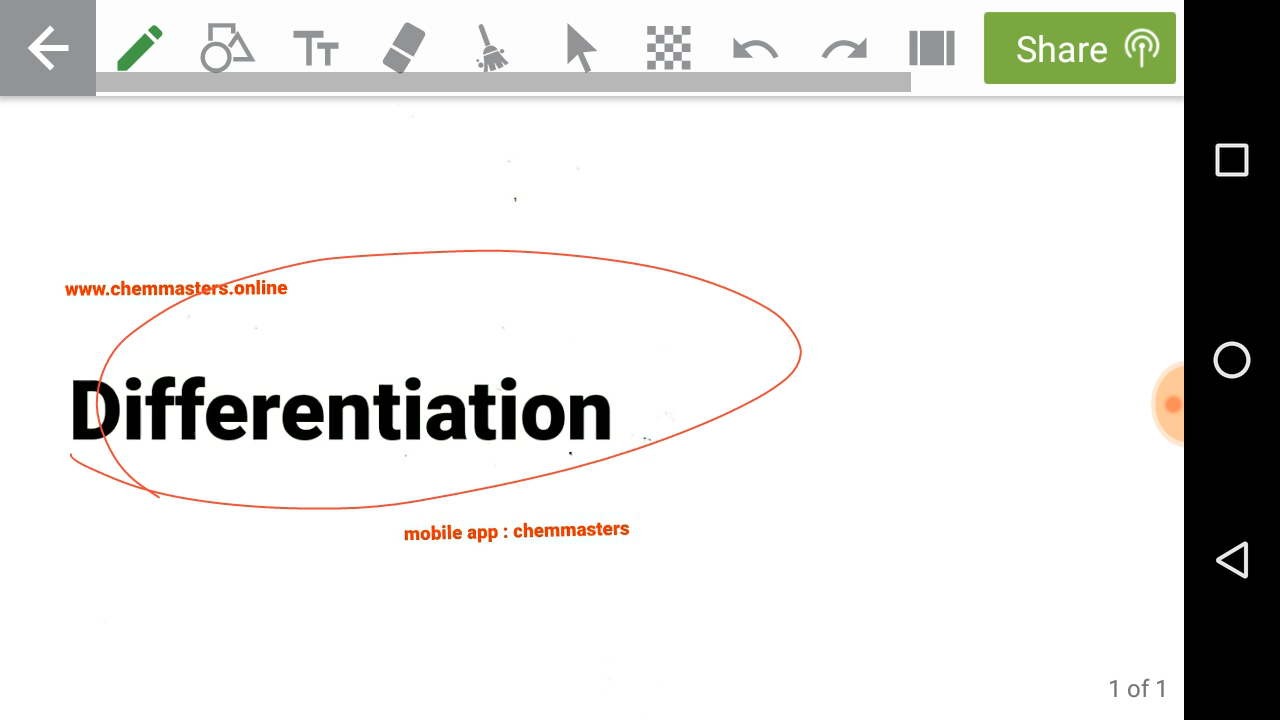 Share
www.chemmasters.online
Differentiation
mobile app : chemmasters
1 of 1